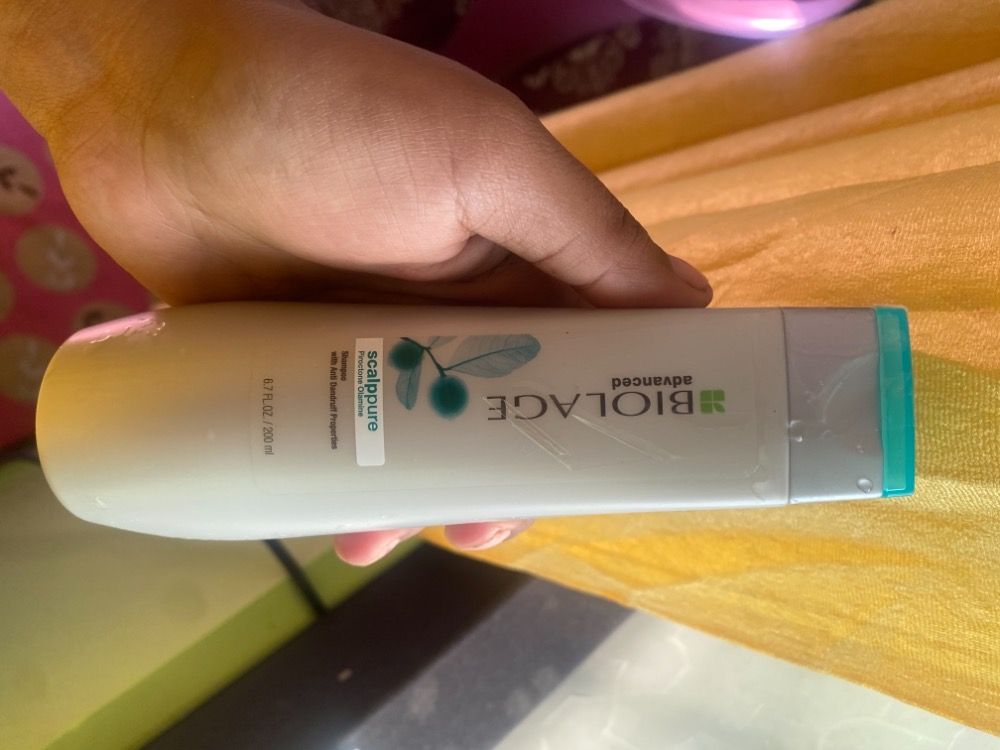 BIOLAGE
advanced
scalppure
Piroctone Olamine
Shampoo
with Anti Dandruff Properties
6.7 FL.OZ. / 200 ml